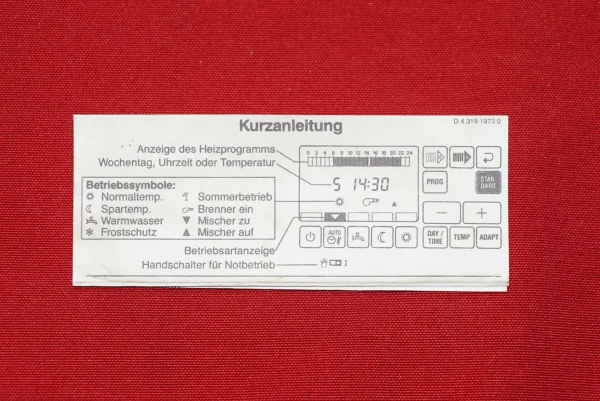 Kurzanleitung
D 4 319 1973 0
Anzeige des Heizprogramms
0 2 4 6 8 10 12 14 16 18 20 22 24
Wochentag, Uhrzeit oder Temperatur
5 14:30
PROG
STAN
DARD
Betriebssymbole:
Normaltemp. Sommerbetrieb
Spartemp. Brenner ein
Warmwasser Mischer zu
Frostschutz Mischer auf
− +
Betriebsartanzeige
AUTO
DAY /
TIME
TEMP
ADAPT
Handschalter für Notbetrieb
I